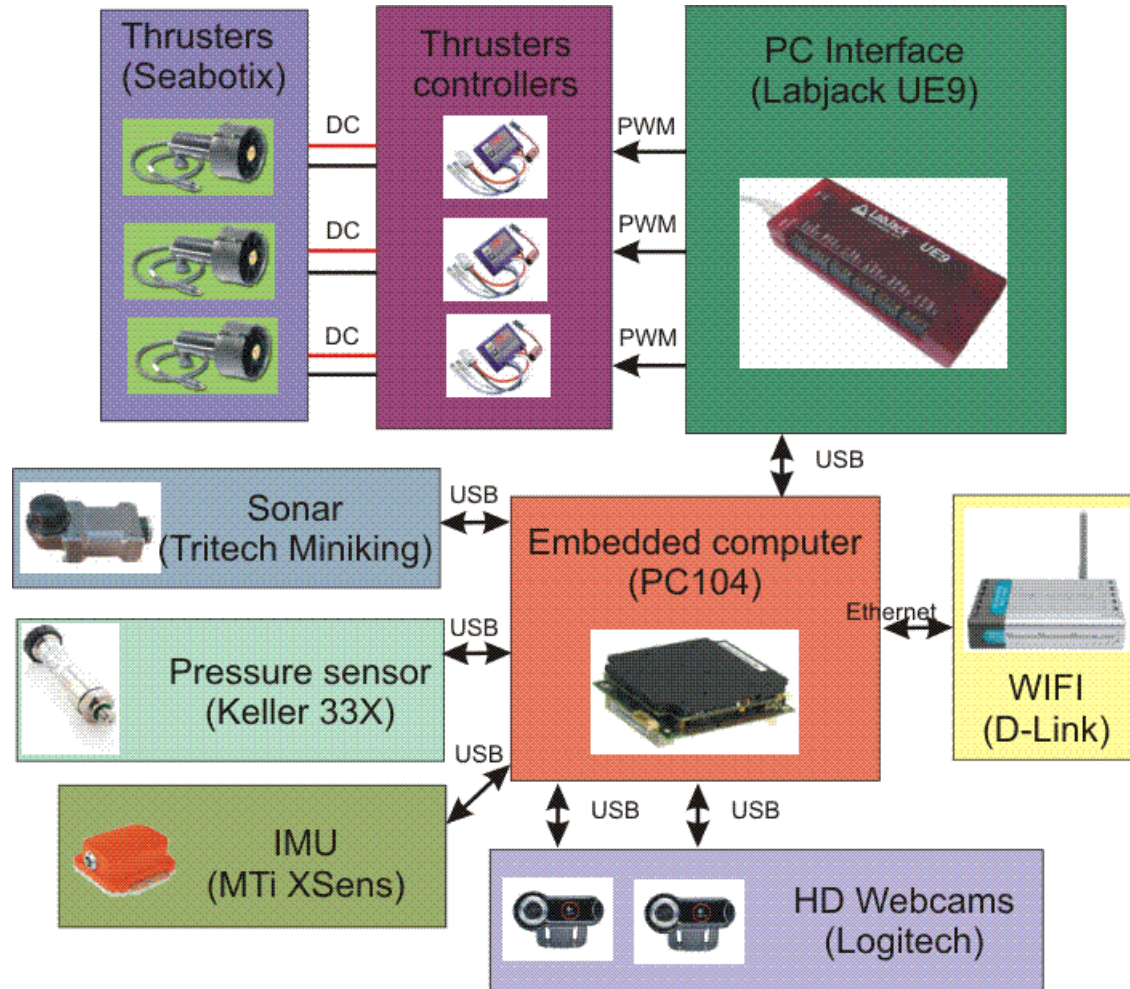 Thrusters
(Seabotix)
Thrusters
controllers
PC Interface
(Labjack UE9)
DC
PWM
DC
PWM
DC
PWM
LabJack
UE9
USB
Sonar
(Tritech Miniking)
USB
Embedded computer
(PC104)
Ethernet
WIFI
(D-Link)
Pressure sensor
(Keller 33X)
USB
USB
IMU
(MTi XSens)
USB
USB
HD Webcams
(Logitech)